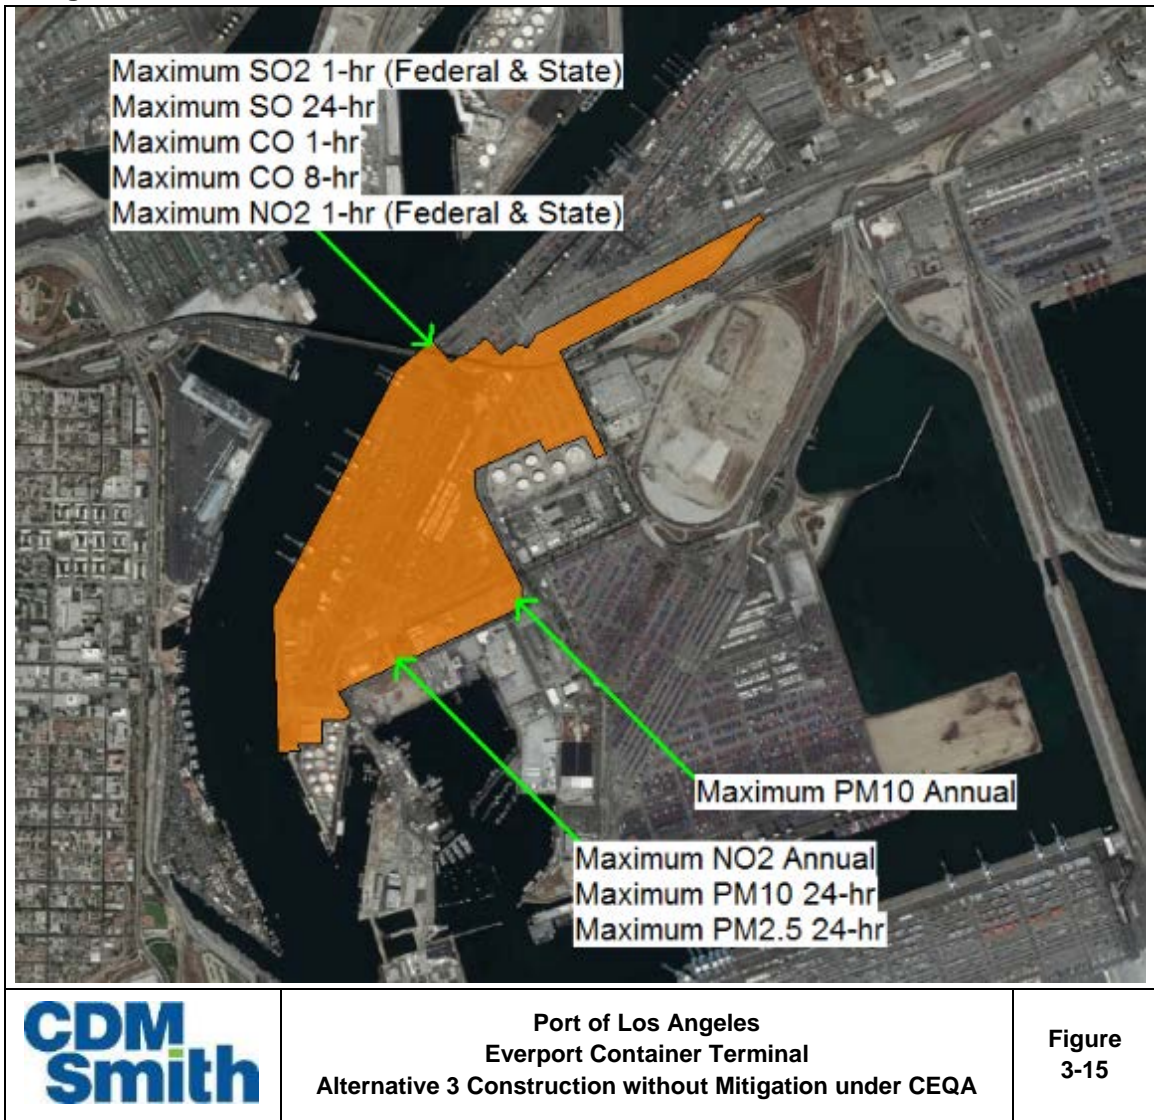 Maximum SO2 1-hr (Federal & State)
Maximum SO 24-hr
Maximum CO 1-hr
Maximum CO 8-hr
Maximum NO2 1-hr (Federal & State)
Maximum PM10 Annual
Maximum NO2 Annual
Maximum PM10 24-hr
Maximum PM2.5 24-hr
CDM
Smith
Port of Los Angeles
Everport Container Terminal
Alternative 3 Construction without Mitigation under CEQA
Figure
3-15